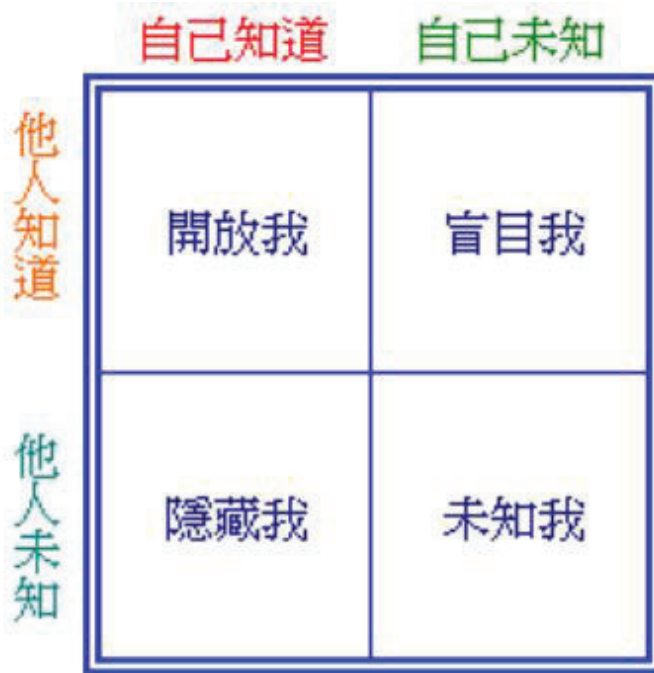 自己知道 自己未知
他人知道
開放我 盲目我
他人未知
隱藏我 未知我